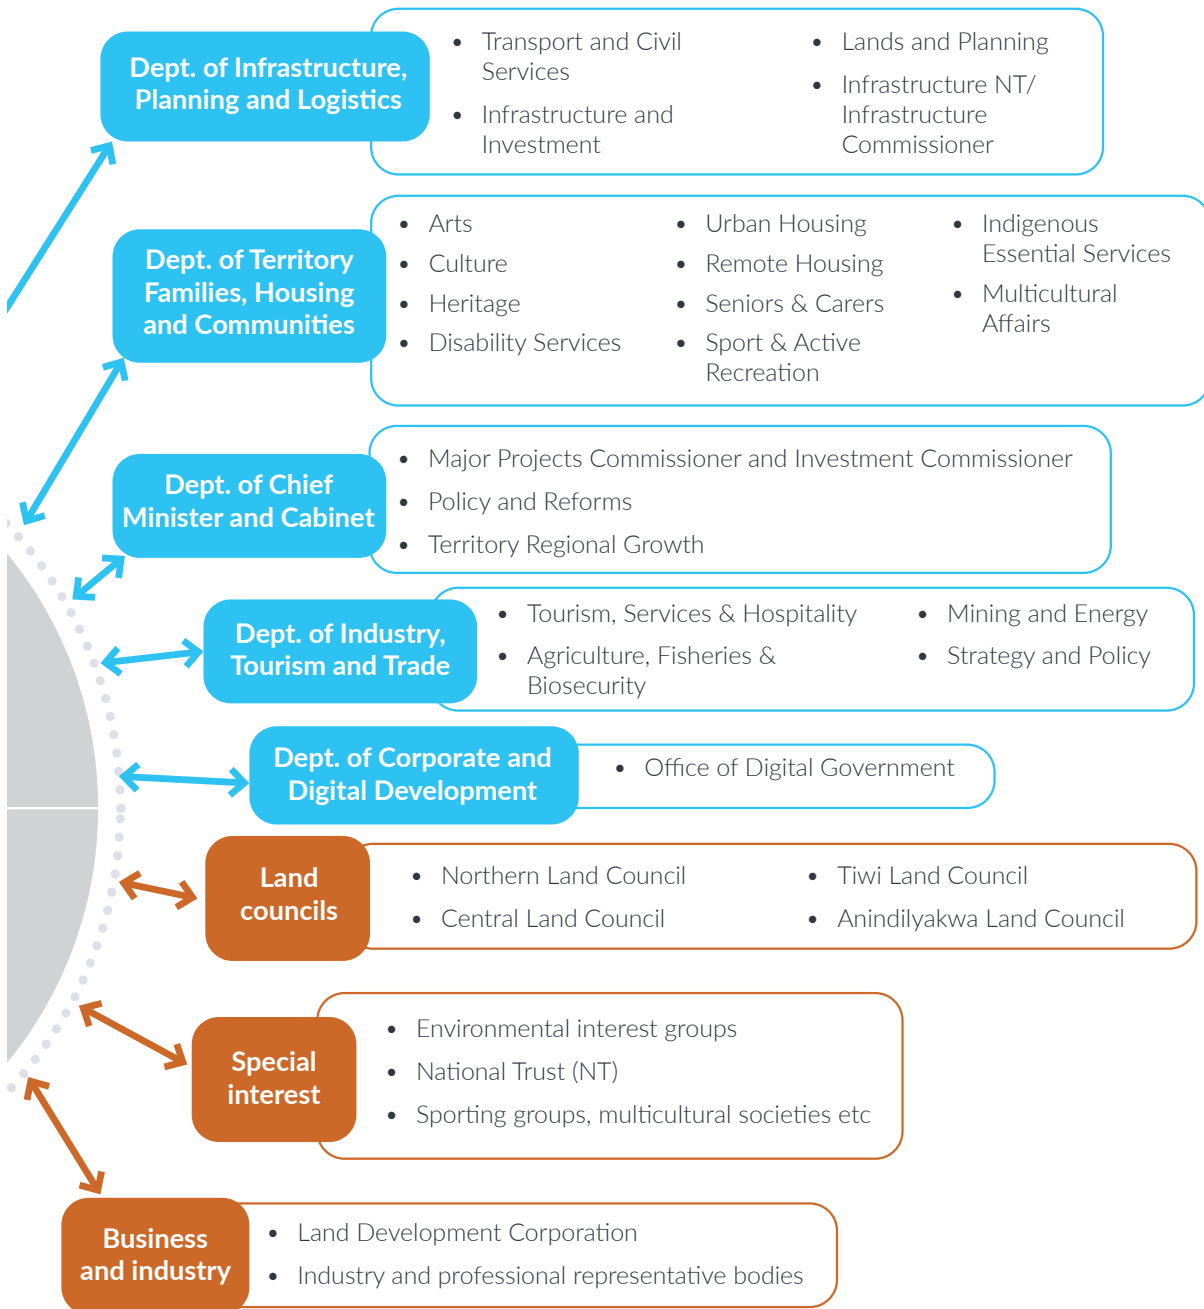 Dept. of Infrastructure,
Planning and Logistics
• Transport and Civil
Services
• Infrastructure and
Investment
• Lands and Planning
• Infrastructure NT/
Infrastructure
Commissioner
Dept. of Territory
Families, Housing
and Communities
• Arts
• Culture
• Heritage
• Disability Services
• Urban Housing
• Remote Housing
• Seniors & Carers
• Sport & Active
Recreation
• Indigenous
Essential Services
• Multicultural
Affairs
Dept. of Chief
Minister and Cabinet
• Major Projects Commissioner and Investment Commissioner
• Policy and Reforms
• Territory Regional Growth
Dept. of Industry,
Tourism and Trade
• Tourism, Services & Hospitality
• Agriculture, Fisheries &
Biosecurity
• Mining and Energy
• Strategy and Policy
Dept. of Corporate and
Digital Development
• Office of Digital Government
Land
councils
• Northern Land Council
• Central Land Council
• Tiwi Land Council
• Anindilyakwa Land Council
Special
interest
• Environmental interest groups
• National Trust (NT)
• Sporting groups, multicultural societies etc
Business
and industry
• Land Development Corporation
• Industry and professional representative bodies